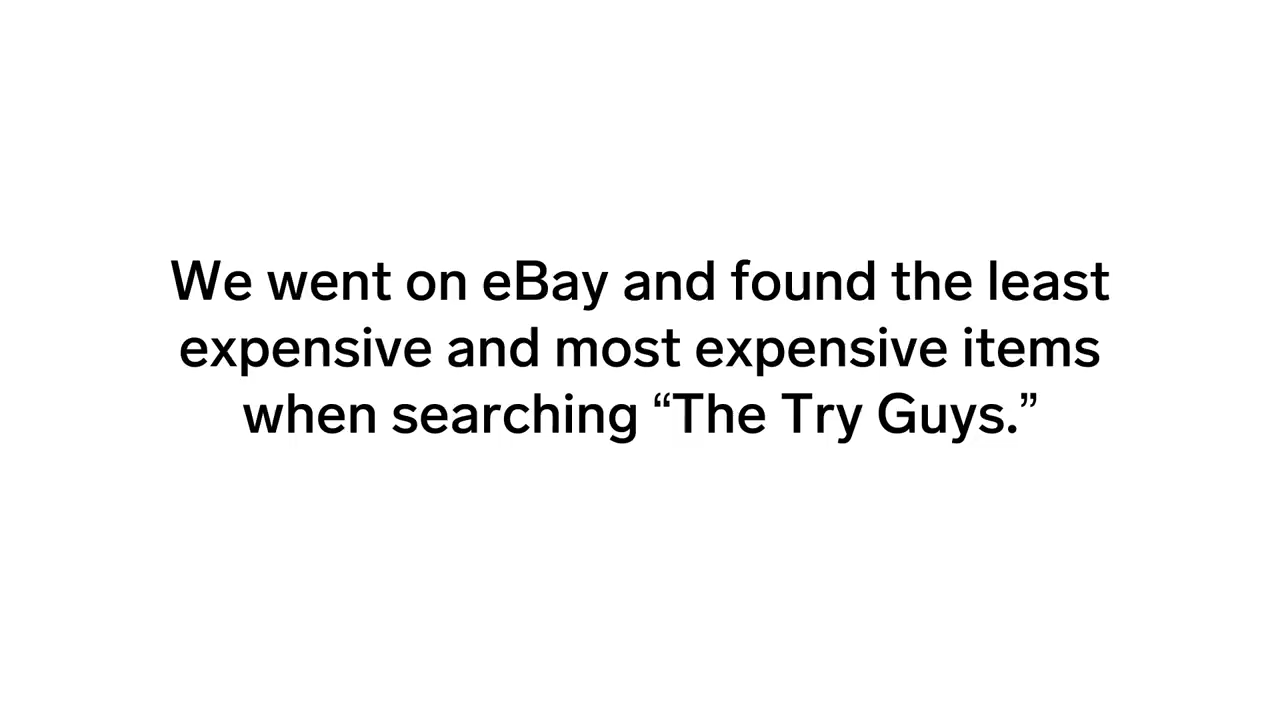 We went on eBay and found the least
expensive and most expensive items
when searching “The Try Guys.”